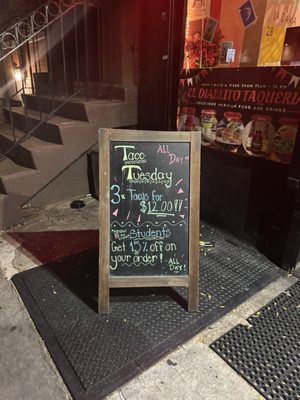 EL DIABLITO TAQUERIA
DELICIOUS MEXICAN FOOD & DRINKS
Taco ALL DAY!
Tuesday
3 Tacos for
$12.00!!
Students
Get 15% off on
your order!
ALL DAY!